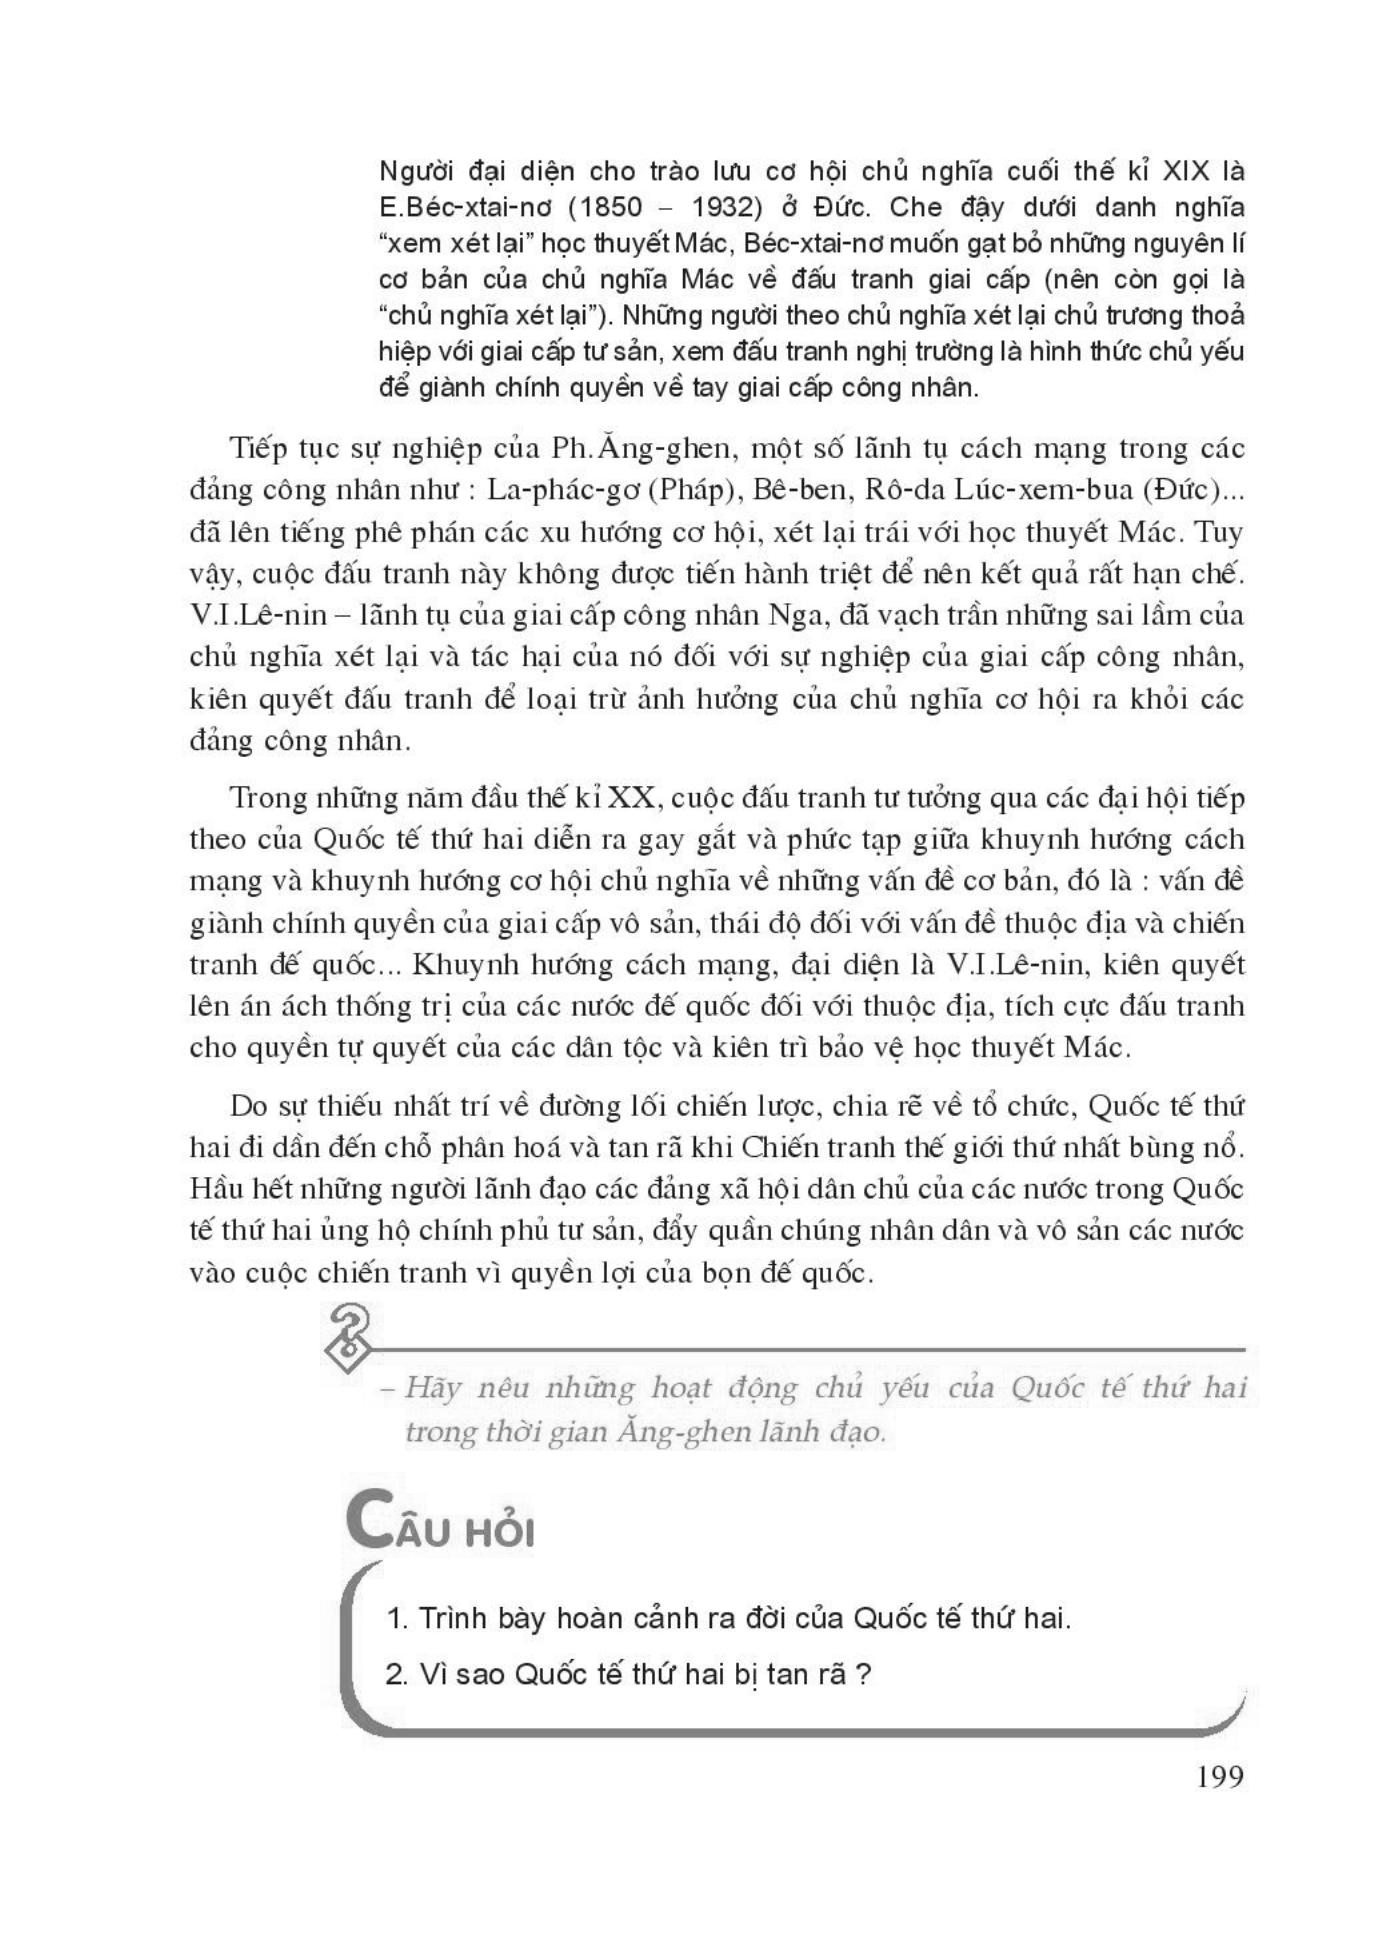 Người đại diện cho trào lưu cơ hội chủ nghĩa cuối thế kỉ XIX là
E.Béc-xtai-nơ (1850 – 1932) ở Đức. Che đậy dưới danh nghĩa
“xem xét lại” học thuyết Mác, Béc-xtai-nơ muốn gạt bỏ những nguyên lí
cơ bản của chủ nghĩa Mác về đấu tranh giai cấp (nên còn gọi là
“chủ nghĩa xét lại”). Những người theo chủ nghĩa xét lại chủ trương thoả
hiệp với giai cấp tư sản, xem đấu tranh nghị trường là hình thức chủ yếu
để giành chính quyền về tay giai cấp công nhân.
Tiếp tục sự nghiệp của Ph.Ăng-ghen, một số lãnh tụ cách mạng trong các
đảng công nhân như : La-phác-gơ (Pháp), Bê-ben, Rô-da Lúc-xem-bua (Đức)...
đã lên tiếng phê phán các xu hướng cơ hội, xét lại trái với học thuyết Mác. Tuy
vậy, cuộc đấu tranh này không được tiến hành triệt để nên kết quả rất hạn chế.
V.I.Lê-nin – lãnh tụ của giai cấp công nhân Nga, đã vạch trần những sai lầm của
chủ nghĩa xét lại và tác hại của nó đối với sự nghiệp của giai cấp công nhân,
kiên quyết đấu tranh để loại trừ ảnh hưởng của chủ nghĩa cơ hội ra khỏi các
đảng công nhân.
Trong những năm đầu thế kỉ XX, cuộc đấu tranh tư tưởng qua các đại hội tiếp
theo của Quốc tế thứ hai diễn ra gay gắt và phức tạp giữa khuynh hướng cách
mạng và khuynh hướng cơ hội chủ nghĩa về những vấn đề cơ bản, đó là : vấn đề
giành chính quyền của giai cấp vô sản, thái độ đối với vấn đề thuộc địa và chiến
tranh đế quốc... Khuynh hướng cách mạng, đại diện là V.I.Lê-nin, kiên quyết
lên án ách thống trị của các nước đế quốc đối với thuộc địa, tích cực đấu tranh
cho quyền tự quyết của các dân tộc và kiên trì bảo vệ học thuyết Mác.
Do sự thiếu nhất trí về đường lối chiến lược, chia rẽ về tổ chức, Quốc tế thứ
hai đi dần đến chỗ phân hoá và tan rã khi Chiến tranh thế giới thứ nhất bùng nổ.
Hầu hết những người lãnh đạo các đảng xã hội dân chủ của các nước trong Quốc
tế thứ hai ủng hộ chính phủ tư sản, đẩy quần chúng nhân dân và vô sản các nước
vào cuộc chiến tranh vì quyền lợi của bọn đế quốc.
?
– Hãy nêu những hoạt động chủ yếu của Quốc tế thứ hai
trong thời gian Ăng-ghen lãnh đạo.
CÂU HỎI
1. Trình bày hoàn cảnh ra đời của Quốc tế thứ hai.
2. Vì sao Quốc tế thứ hai bị tan rã ?
199